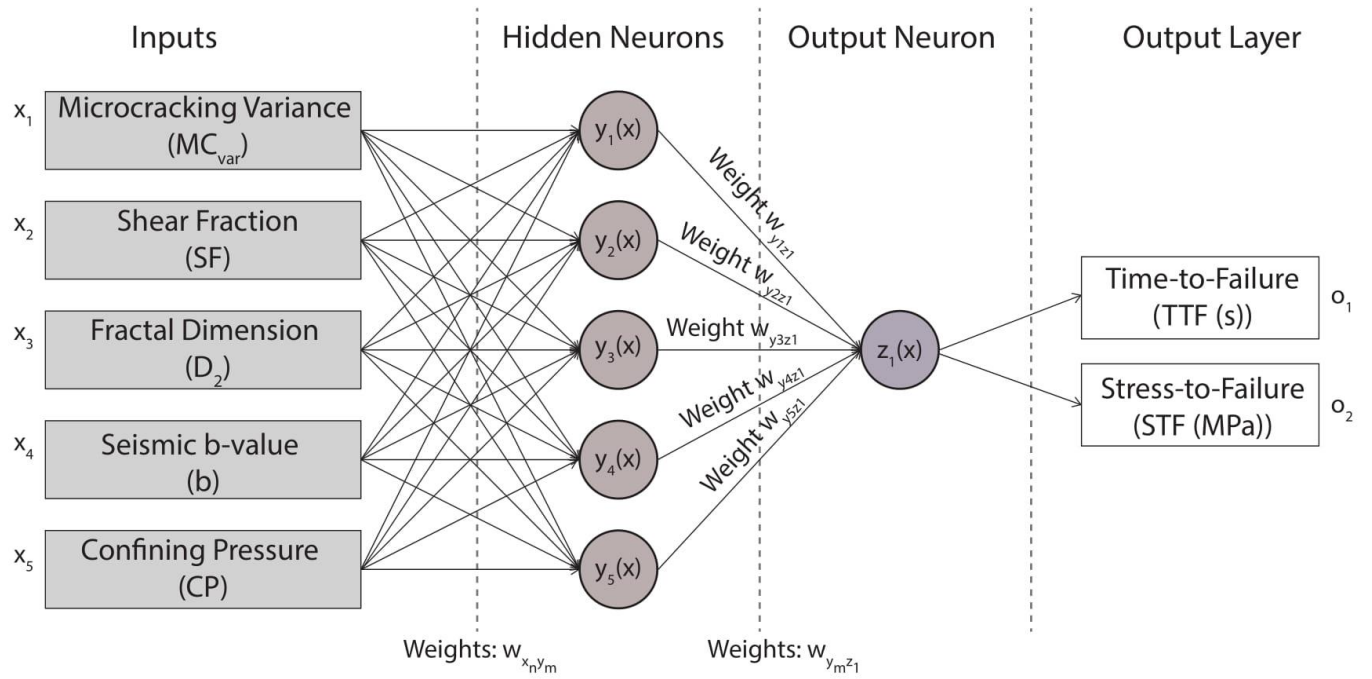 Inputs
Hidden Neurons
Output Neuron
Output Layer
x1
Microcracking Variance
(MCvar)
x2
Shear Fraction
(SF)
x3
Fractal Dimension
(D2)
x4
Seismic b-value
(b)
x5
Confining Pressure
(CP)
y1(x)
y2(x)
y3(x)
y4(x)
y5(x)
Weight wy1z1
Weight wy2z1
Weight wy3z1
Weight wy4z1
Weight wy5z1
z1(x)
Time-to-Failure
(TTF (s))
o1
Stress-to-Failure
(STF (MPa))
o2
Weights: wxnym
Weights: wymz1